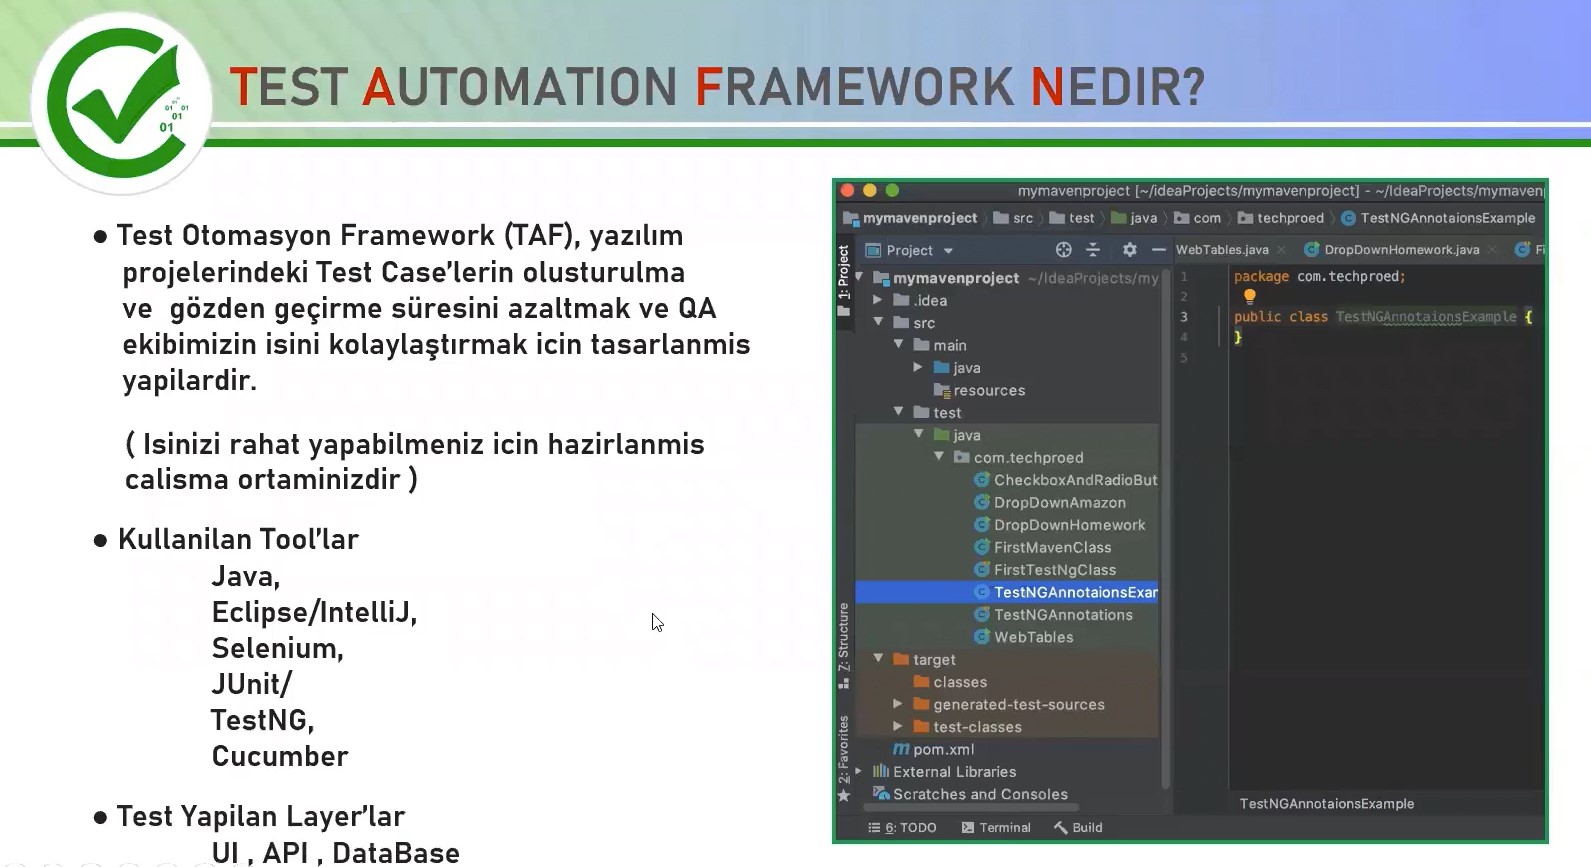 TEST AUTOMATION FRAMEWORK NEDIR?
01
01
01
01
01
● Test Otomasyon Framework (TAF), yazılım
projelerindeki Test Case'lerin olusturulma
ve gözden geçirme süresini azaltmak ve QA
ekibimizin isini kolaylaştırmak icin tasarlanmis
yapilardir.
( Isinizi rahat yapabilmeniz icin hazirlanmis
calisma ortaminizdir )
● Kullanilan Tool'lar
Java,
Eclipse/IntelliJ,
Selenium,
JUnit/
TestNG,
Cucumber
● Test Yapilan Layer'lar
UI , API , DataBase
mymavenproject [~/ideaProjects/mymavenproject] - ~/IdeaProjects/mymaven
mymavenproject src test java com techproed TestNGAnnotaionsExample
1: Project
Project
WebTables.java DropDownHomework.java Fi
mymavenproject ~/IdeaProjects/my
.idea
src
main
java
resources
test
java
com.techproed
CheckboxAndRadioBut
DropDownAmazon
DropDownHomework
FirstMavenClass
FirstTestNgClass
TestNGAnnotaionsExar
TestNGAnnotations
WebTables
target
classes
generated-test-sources
test-classes
pom.xml
External Libraries
Scratches and Consoles
7: Structure
2: Favorites
1 package com.techproed;
2
3 public class TestNGAnnotaionsExample {
4 }
5
TestNGAnnotaionsExample
6: TODO Terminal Build